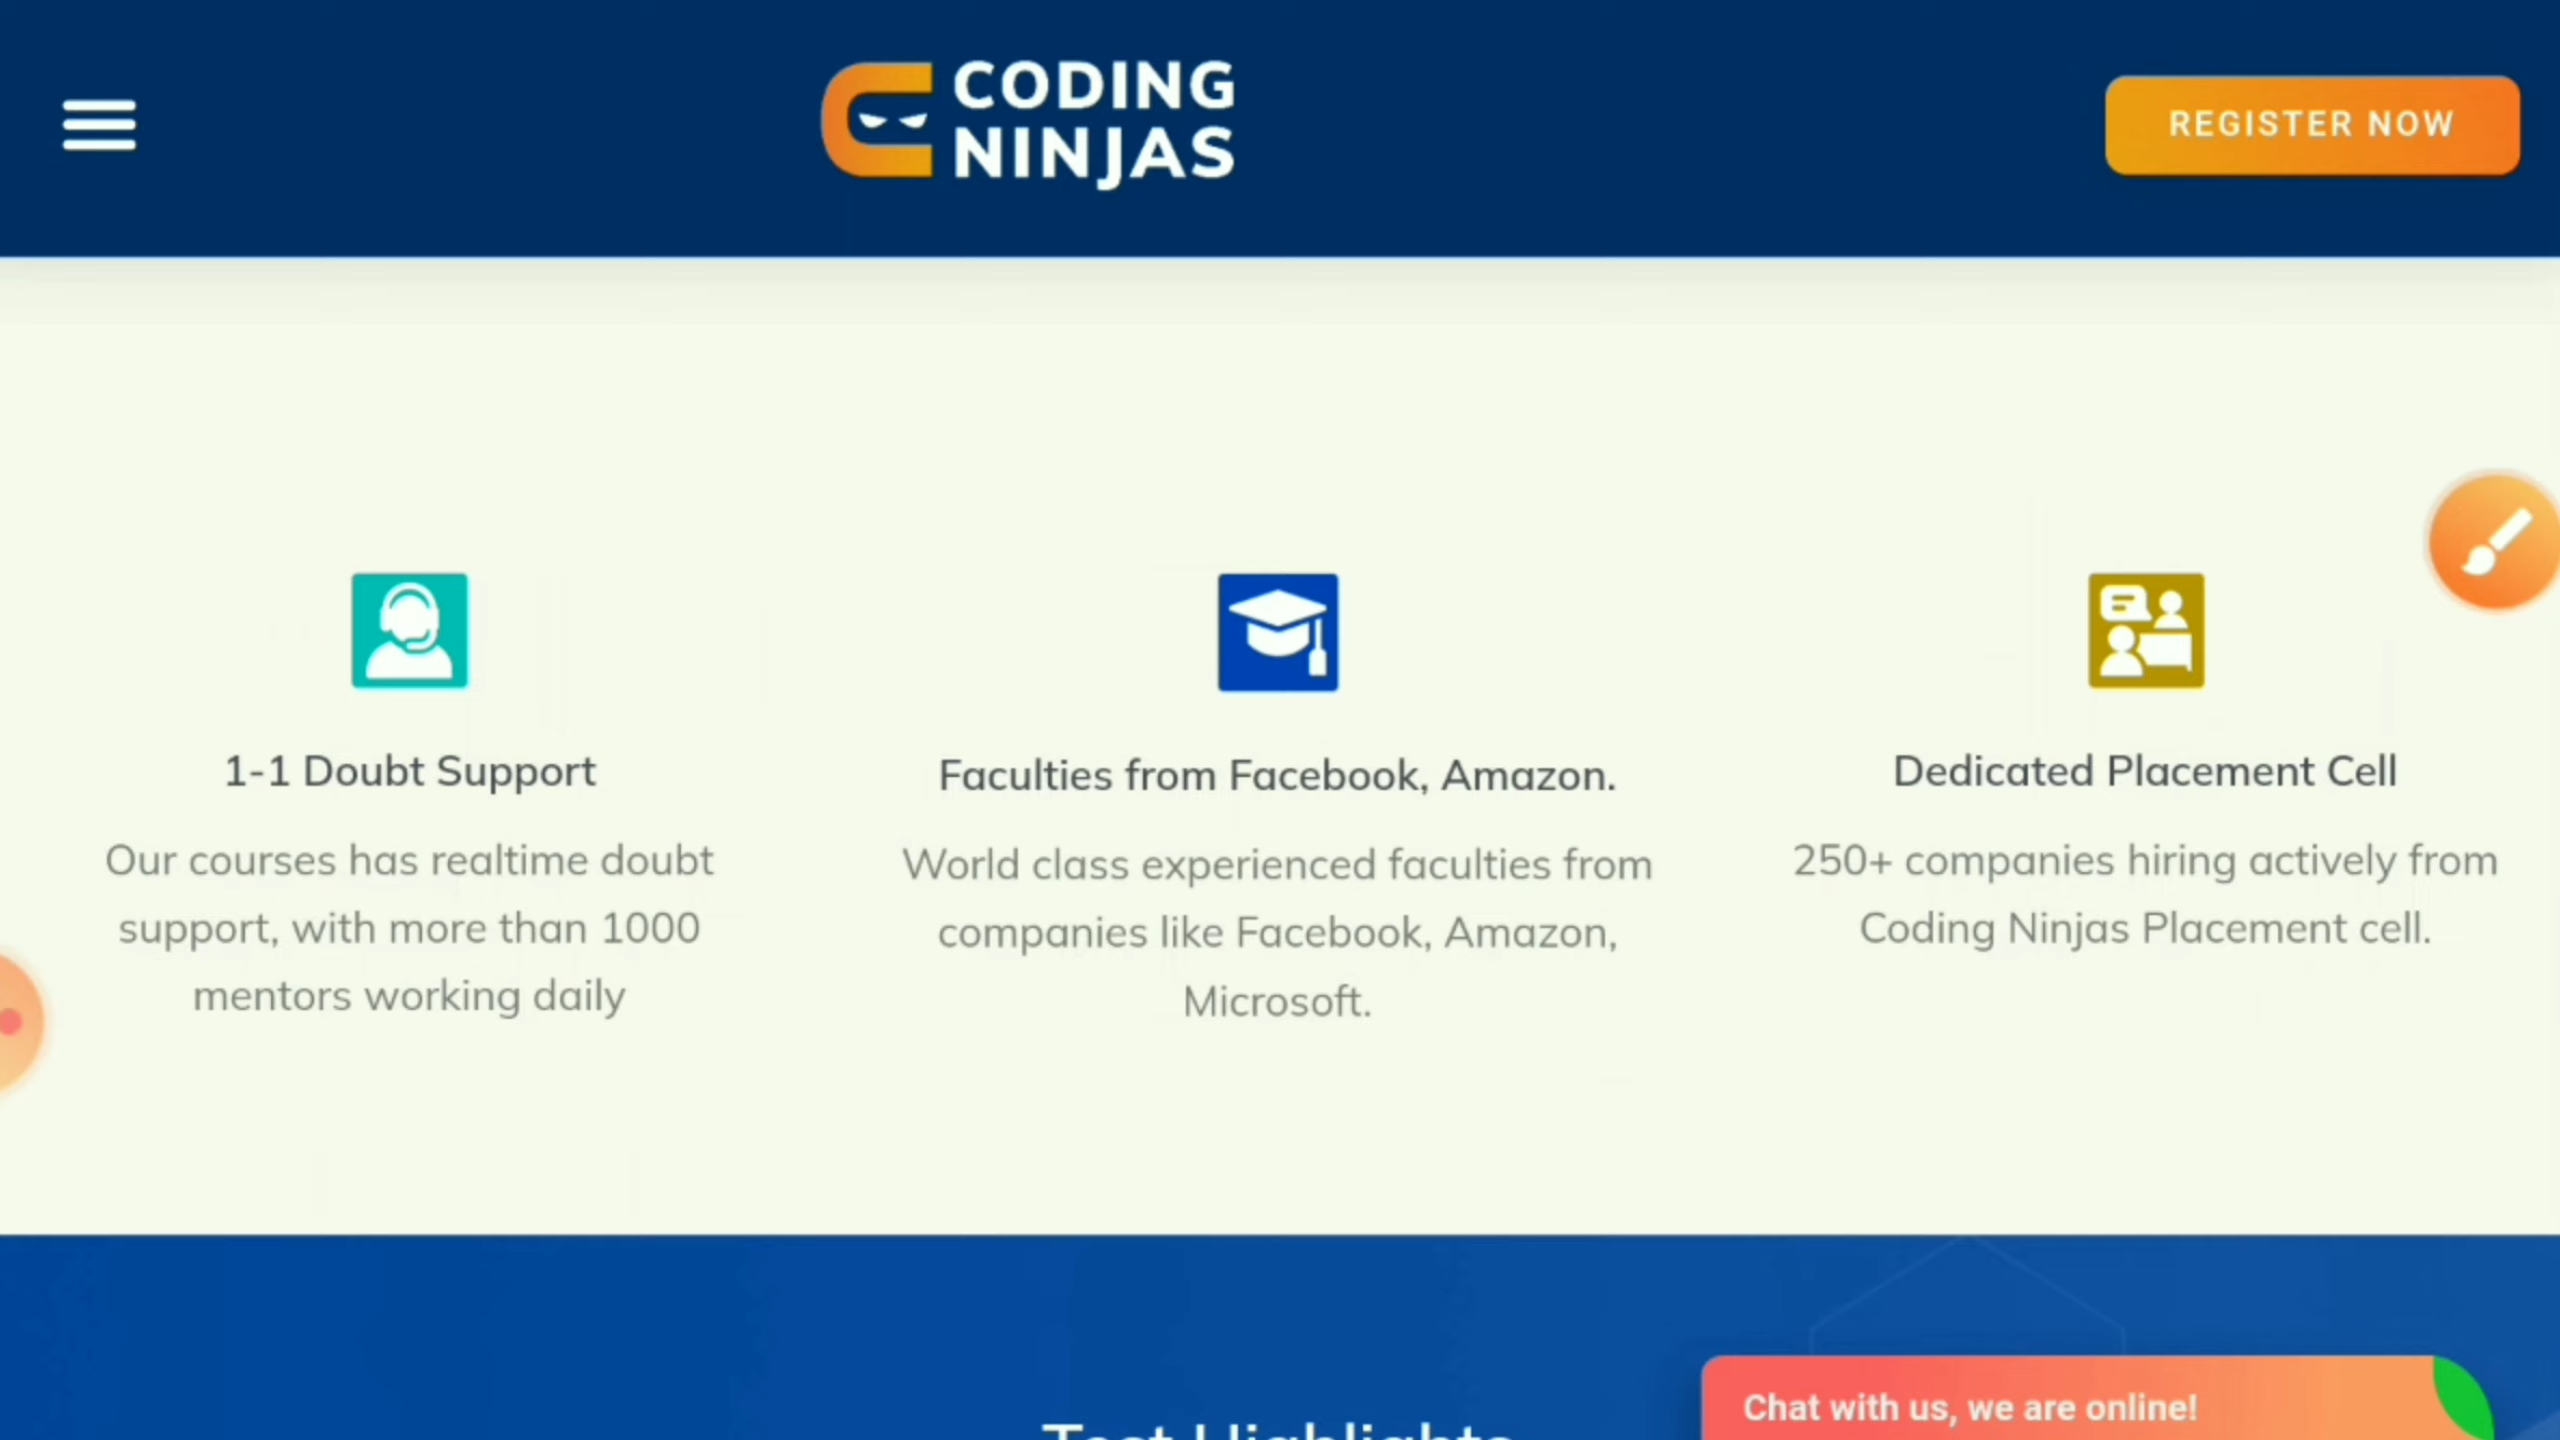 CODING
NINJAS
REGISTER NOW
1-1 Doubt Support
Our courses has realtime doubt
support, with more than 1000
mentors working daily
Faculties from Facebook, Amazon.
World class experienced faculties from
companies like Facebook, Amazon,
Microsoft.
Dedicated Placement Cell
250+ companies hiring actively from
Coding Ninjas Placement cell.
Test Highlights
Chat with us, we are online!